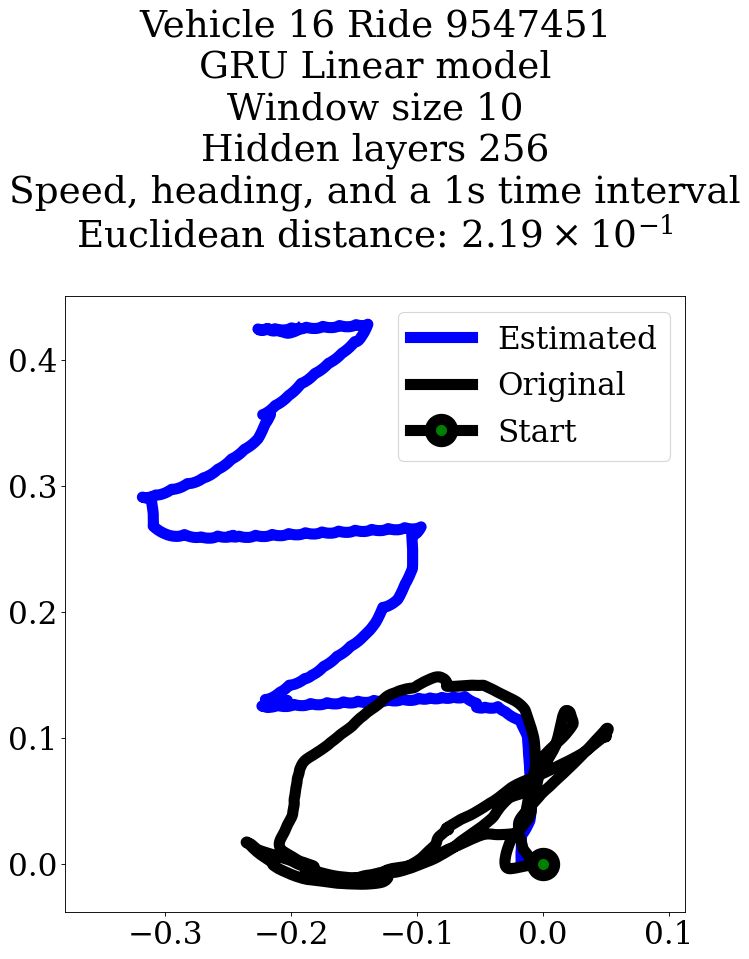 Vehicle 16 Ride 9547451
GRU Linear model
Window size 10
Hidden layers 256
Speed, heading, and a 1s time interval
Euclidean distance: 2.19 × 10⁻¹
Estimated
Original
Start
0.4
0.3
0.2
0.1
0.0
−0.3 −0.2 −0.1 0.0 0.1